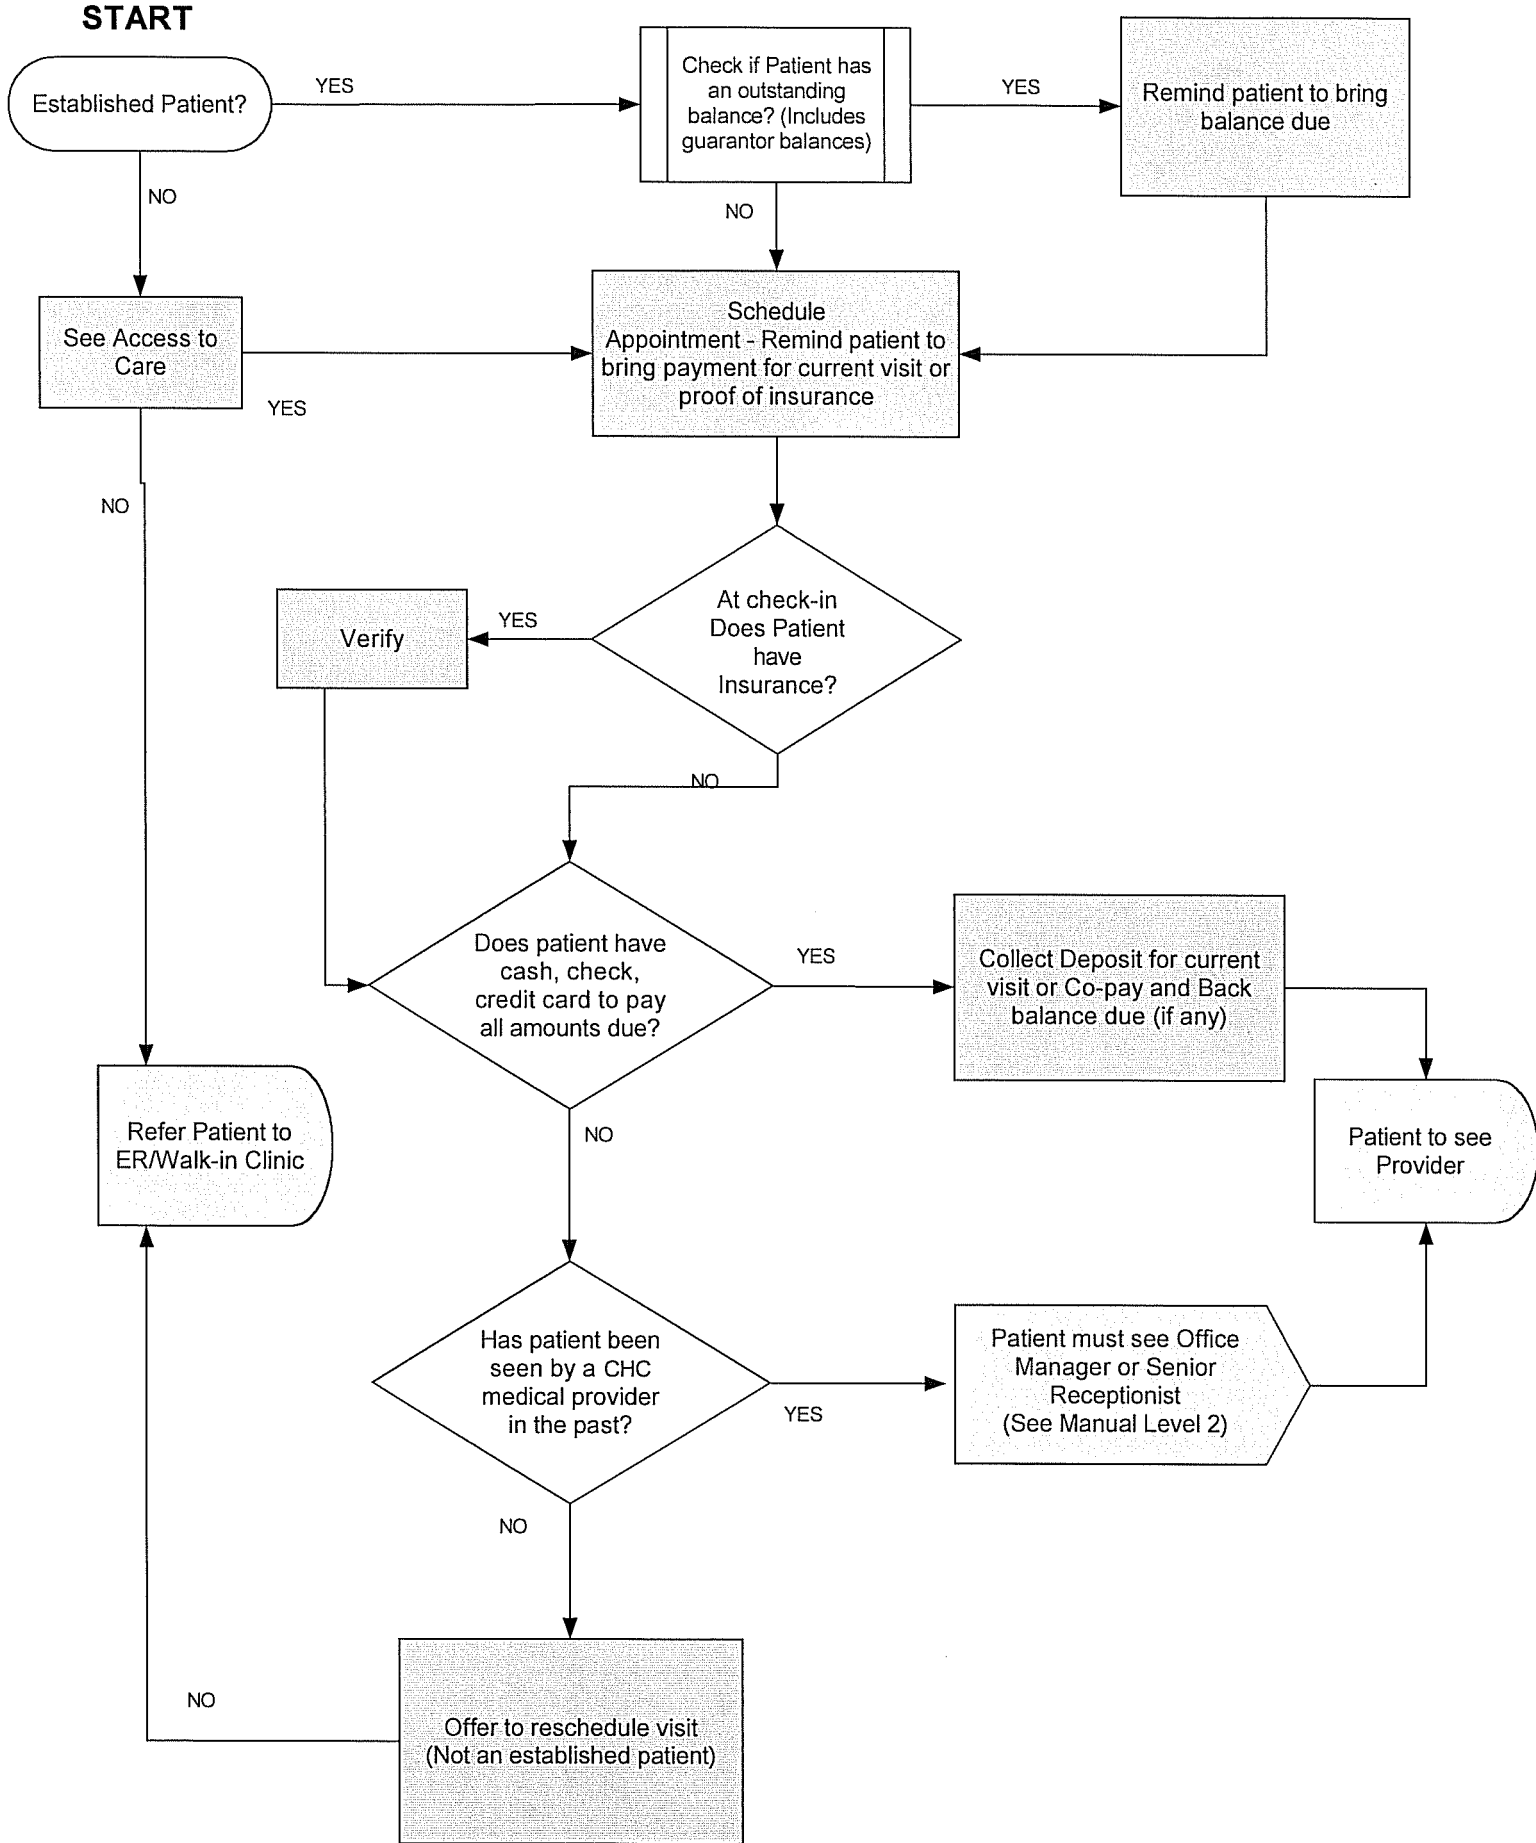 START
Established Patient?
YES
Check if Patient has
an outstanding
balance? (Includes
guarantor balances)
YES
Remind patient to bring
balance due
NO
NO
See Access to
Care
YES
Schedule
Appointment - Remind patient to
bring payment for current visit or
proof of insurance
NO
Verify
YES
At check-in
Does Patient
have
Insurance?
NO
Does patient have
cash, check,
credit card to pay
all amounts due?
YES
Collect Deposit for current
visit or Co-pay and Back
balance due (if any)
Refer Patient to
ER/Walk-in Clinic
NO
Patient to see
Provider
Has patient been
seen by a CHC
medical provider
in the past?
YES
Patient must see Office
Manager or Senior
Receptionist
(See Manual Level 2)
NO
NO
Offer to reschedule visit
(Not an established patient)